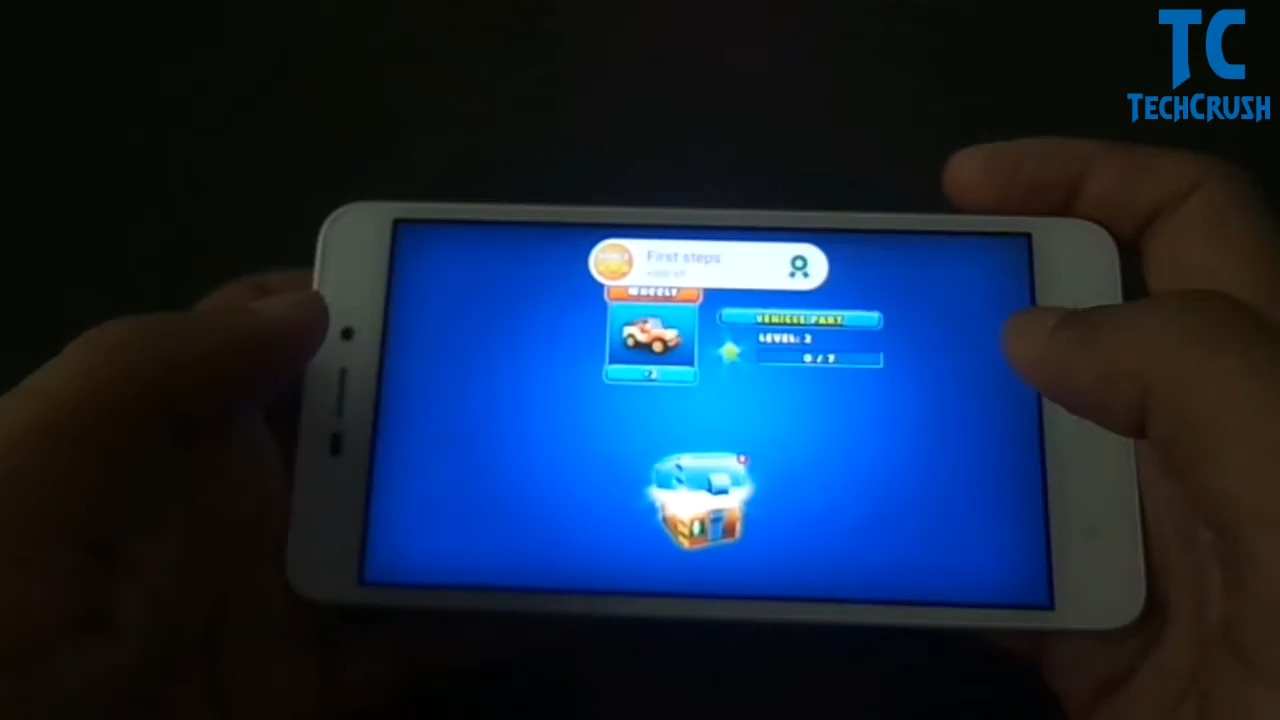 TC
TECHCRUSH
First steps
WHEELY
VEHICLE PART
LEVEL: 2
0 / 7